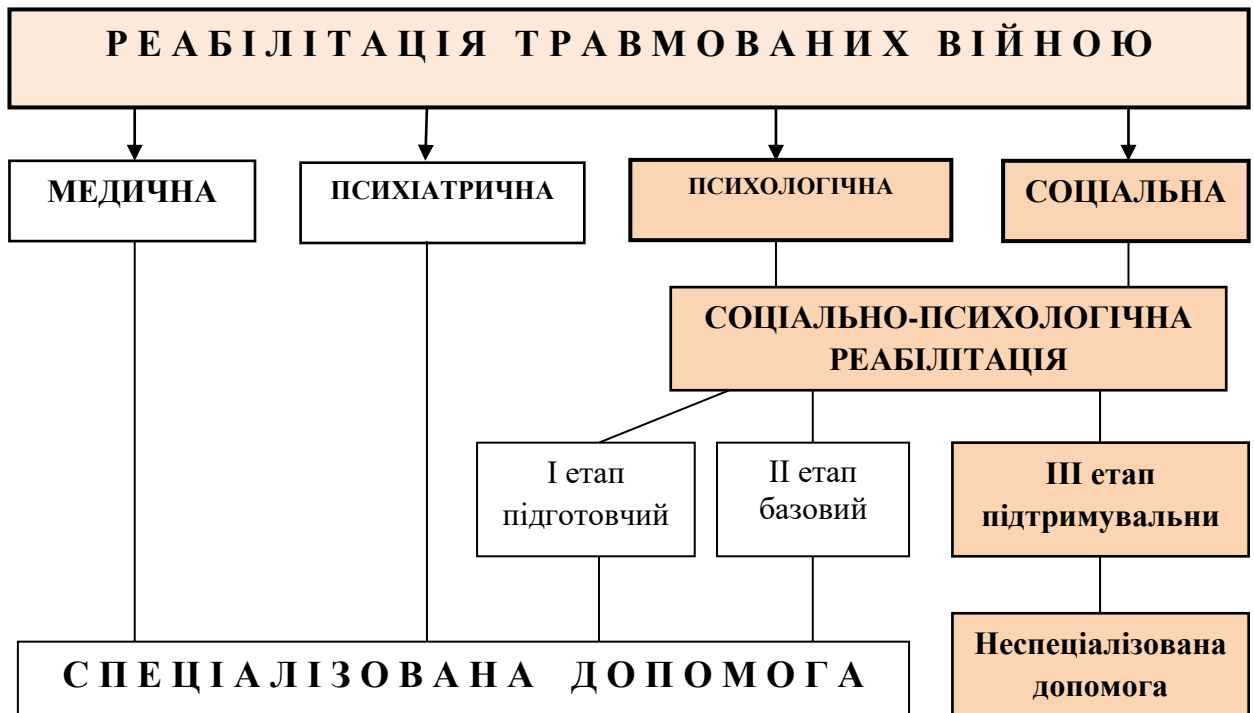 РЕАБІЛІТАЦІЯ ТРАВМОВАНИХ ВІЙНОЮ
МЕДИЧНА
ПСИХІАТРИЧНА
ПСИХОЛОГІЧНА
СОЦІАЛЬНА
СОЦІАЛЬНО-ПСИХОЛОГІЧНА
РЕАБІЛІТАЦІЯ
І етап
підготовчий
ІІ етап
базовий
ІІІ етап
підтримувальни
СПЕЦІАЛІЗОВАНА ДОПОМОГА
Неспеціалізована
допомога